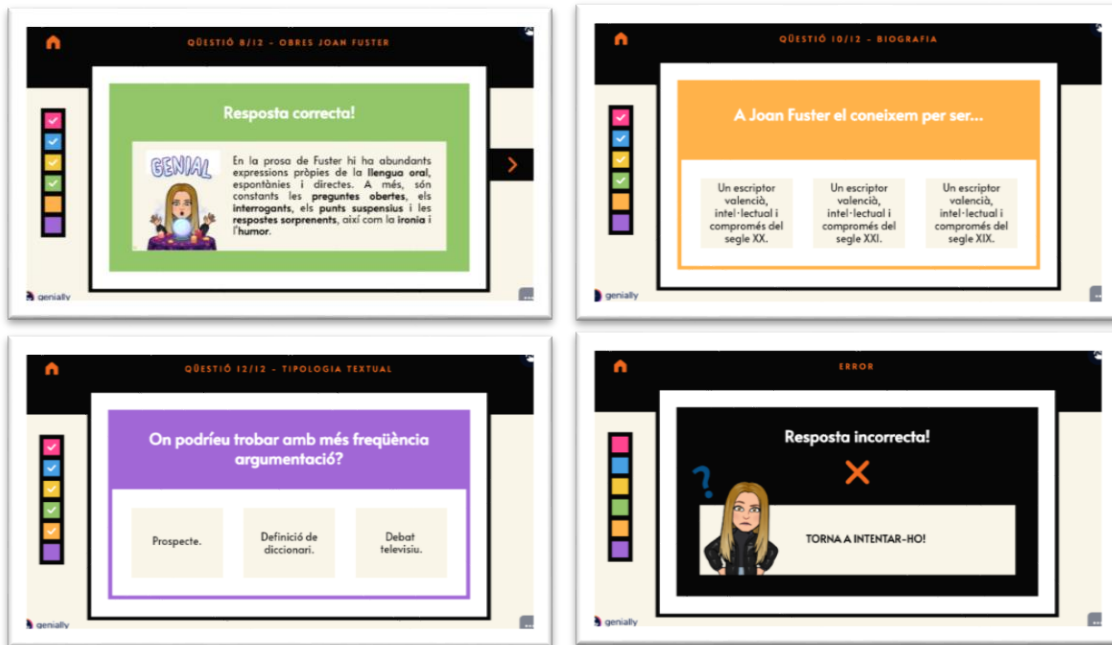 QÜESTIÓ 8/12 - OBRES JOAN FUSTER
Resposta correcta!
GENIAL
En la prosa de Fuster hi ha abundants
expressions pròpies de la llengua oral,
espontànies i directes. A més, són
constants les preguntes obertes, els
interrogants, els punts suspensius i les
respostes sorprenents, així com la ironia i
l'humor.
genially
QÜESTIÓ 10/12 - BIOGRAFIA
A Joan Fuster el coneixem per ser...
Un escriptor
valencià,
intel·lectual i
compromés del
segle XX.
Un escriptor
valencià,
intel·lectual i
compromés del
segle XXI.
Un escriptor
valencià,
intel·lectual i
compromés del
segle XIX.
genially
QÜESTIÓ 12/12 - TIPOLOGIA TEXTUAL
On podríeu trobar amb més freqüència
argumentació?
Prospecte.
Definició de
diccionari.
Debat
televisiu.
genially
ERROR
Resposta incorrecta!
?
TORNA A INTENTAR-HO!
genially